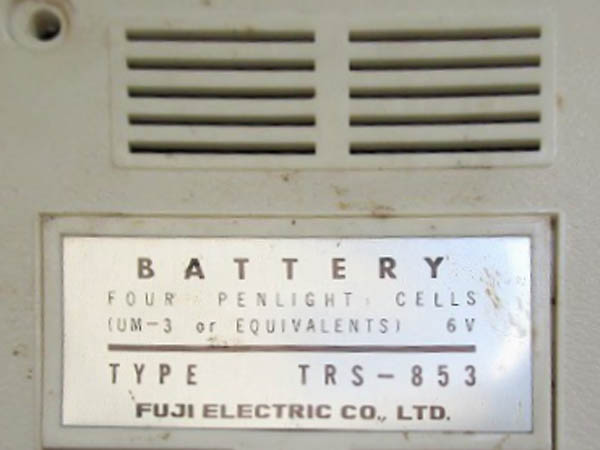 BATTERY
FOUR PENLIGHT CELLS
(UM-3 or EQUIVALENTS) 6V
TYPE TRS-853
FUJI ELECTRIC CO., LTD.